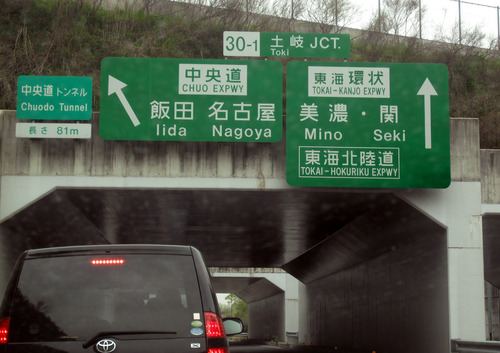 30-1 土岐 JCT.
Toki
中央道トンネル
Chuodo Tunnel
長さ 81m
中央道
CHUO EXPWY
飯田 名古屋
Iida Nagoya
東海環状
TOKAI-KANJO EXPWY
美濃・関
Mino Seki
東海北陸道
TOKAI-HOKURIKU EXPWY